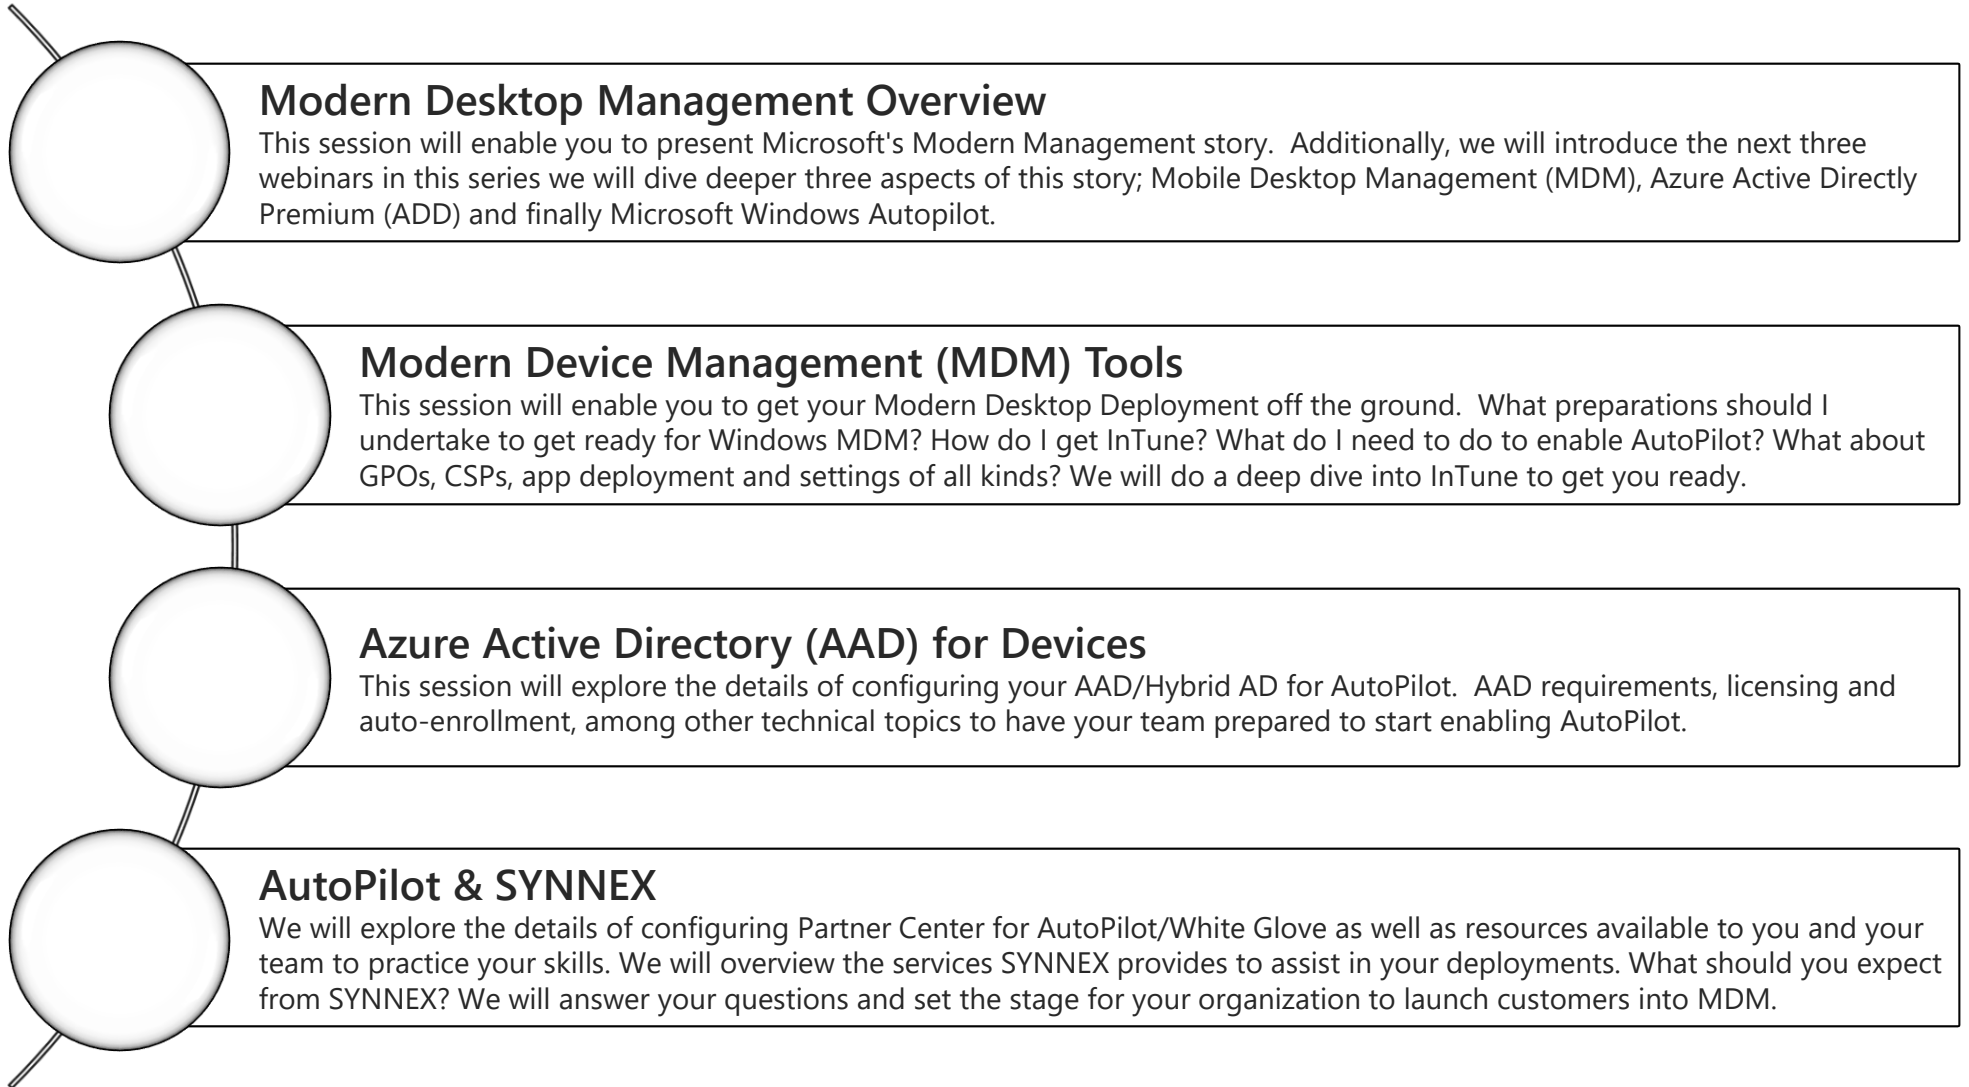 Modern Desktop Management Overview
This session will enable you to present Microsoft's Modern Management story.  Additionally, we will introduce the next three
webinars in this series we will dive deeper three aspects of this story; Mobile Desktop Management (MDM), Azure Active Directly
Premium (ADD) and finally Microsoft Windows Autopilot.
Modern Device Management (MDM) Tools
This session will enable you to get your Modern Desktop Deployment off the ground.  What preparations should I
undertake to get ready for Windows MDM? How do I get InTune? What do I need to do to enable AutoPilot? What about
GPOs, CSPs, app deployment and settings of all kinds? We will do a deep dive into InTune to get you ready.
Azure Active Directory (AAD) for Devices
This session will explore the details of configuring your AAD/Hybrid AD for AutoPilot.  AAD requirements, licensing and
auto-enrollment, among other technical topics to have your team prepared to start enabling AutoPilot.
AutoPilot & SYNNEX
We will explore the details of configuring Partner Center for AutoPilot/White Glove as well as resources available to you and your
team to practice your skills. We will overview the services SYNNEX provides to assist in your deployments. What should you expect
from SYNNEX? We will answer your questions and set the stage for your organization to launch customers into MDM.